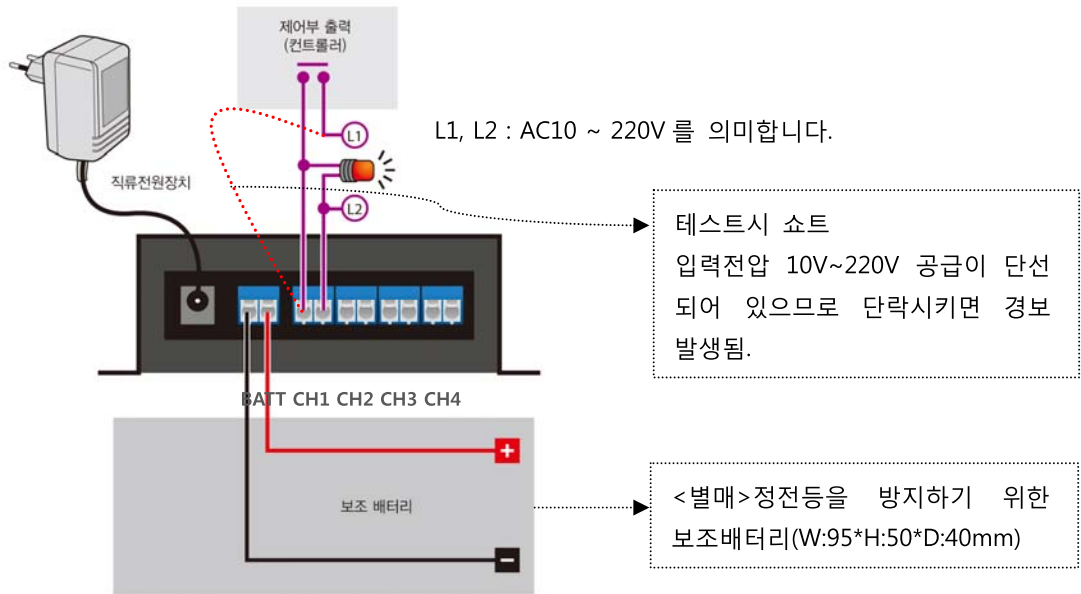 제어부 출력
(컨트롤러)
L1
L1, L2 : AC10 ~ 220V 를 의미합니다.
직류전원장치
L2
테스트시 쇼트
입력전압 10V~220V 공급이 단선
되어 있으므로 단락시키면 경보
발생됨.
BATT CH1 CH2 CH3 CH4
+
보조 배터리
<별매>정전등을 방지하기 위한
보조배터리(W:95*H:50*D:40mm)
-